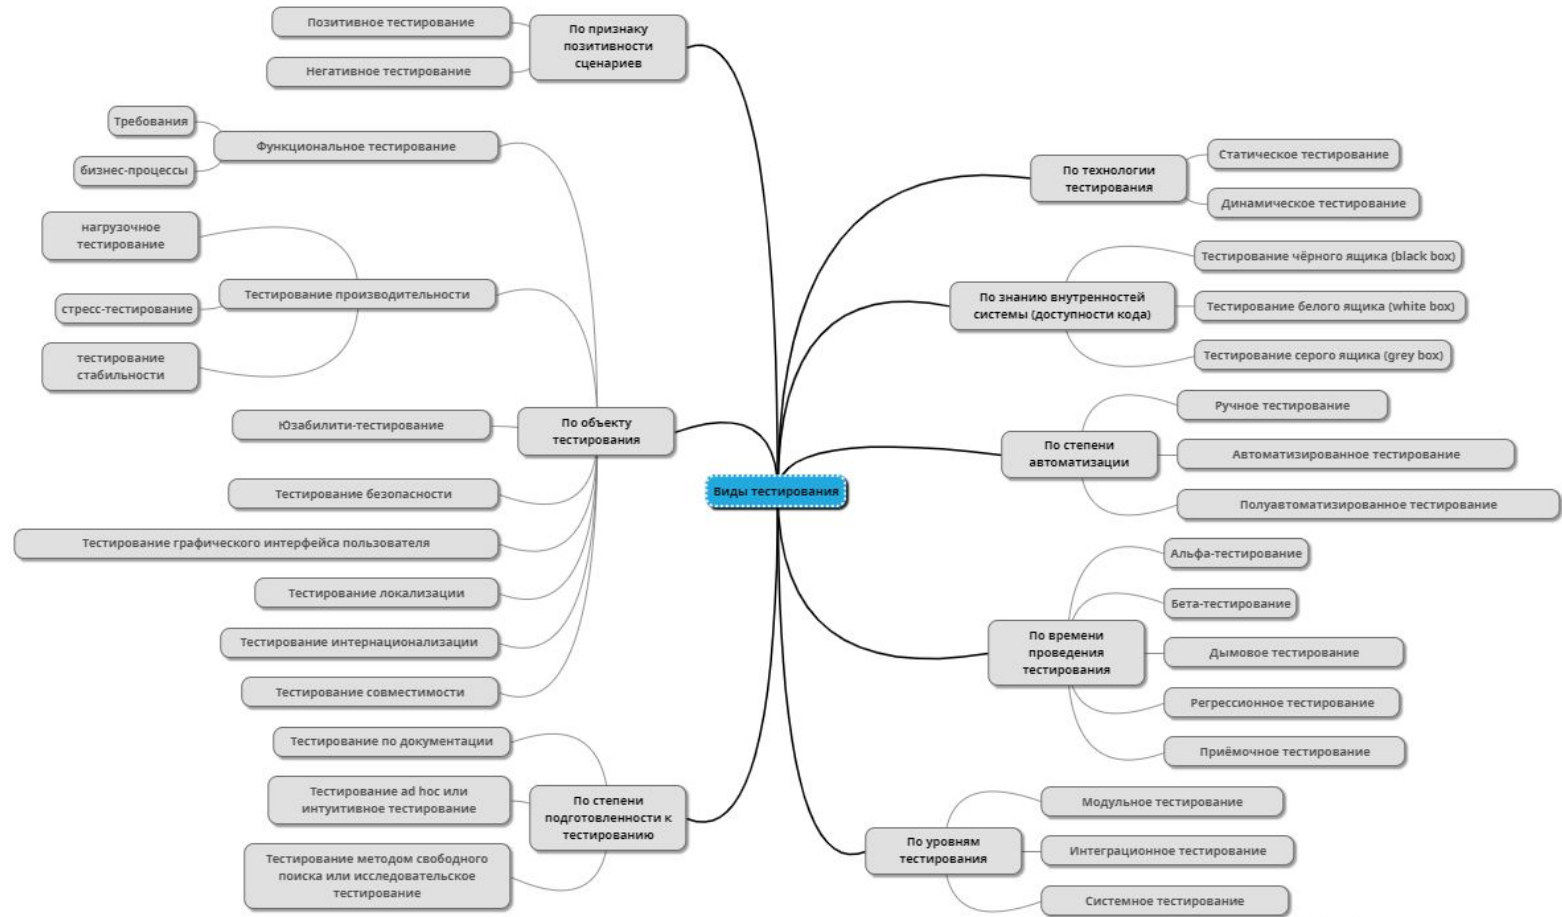 Виды тестирования
По признаку
позитивности
сценариев
Позитивное тестирование
Негативное тестирование
По объекту
тестирования
Функциональное тестирование
Требования
бизнес-процессы
Тестирование производительности
нагрузочное
тестирование
стресс-тестирование
тестирование
стабильности
Юзабилити-тестирование
Тестирование безопасности
Тестирование графического интерфейса пользователя
Тестирование локализации
Тестирование интернационализации
Тестирование совместимости
По степени
подготовленности к
тестированию
Тестирование по документации
Тестирование ad hoc или
интуитивное тестирование
Тестирование методом свободного
поиска или исследовательское
тестирование
По технологии
тестирования
Статическое тестирование
Динамическое тестирование
По знанию внутренностей
системы (доступности кода)
Тестирование чёрного ящика (black box)
Тестирование белого ящика (white box)
Тестирование серого ящика (grey box)
По степени
автоматизации
Ручное тестирование
Автоматизированное тестирование
Полуавтоматизированное тестирование
По времени
проведения
тестирования
Альфа-тестирование
Бета-тестирование
Дымовое тестирование
Регрессионное тестирование
Приёмочное тестирование
По уровням
тестирования
Модульное тестирование
Интеграционное тестирование
Системное тестирование